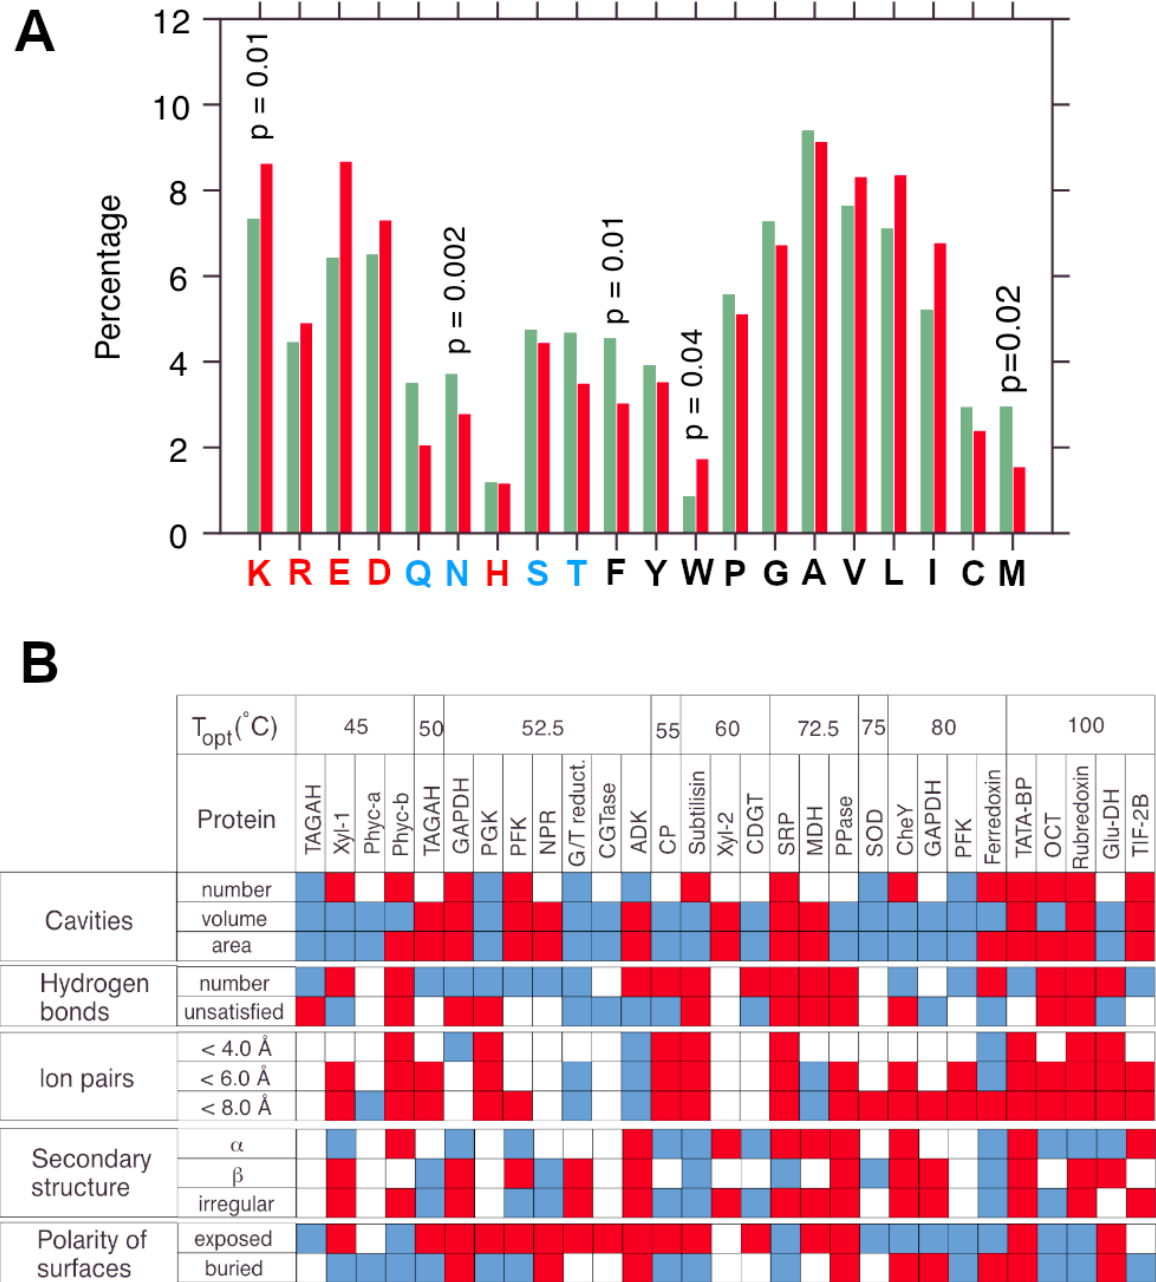 A
Percentage
12
10
8
6
4
2
0
p = 0.01
p = 0.002
p = 0.01
p = 0.04
p=0.02
K R E D Q N H S T F Y W P G A V L I C M
B
Topt(°C) 45 50 52.5 55 60 72.5 75 80 100
Protein TAGAH Xyl-1 Phyc-a Phyc-b TAGAH GAPDH PGK PFK NPR G/T reduct. CGTase ADK CP Subtilisin Xyl-2 CDGT SRP MDH PPase SOD CheY GAPDH PFK Ferredoxin TATA-BP OCT Rubredoxin Glu-DH TIF-2B
Cavities
number
volume
area
Hydrogen
bonds
number
unsatisfied
Ion pairs
< 4.0 Å
< 6.0 Å
< 8.0 Å
Secondary
structure
α
β
irregular
Polarity of
surfaces
exposed
buried